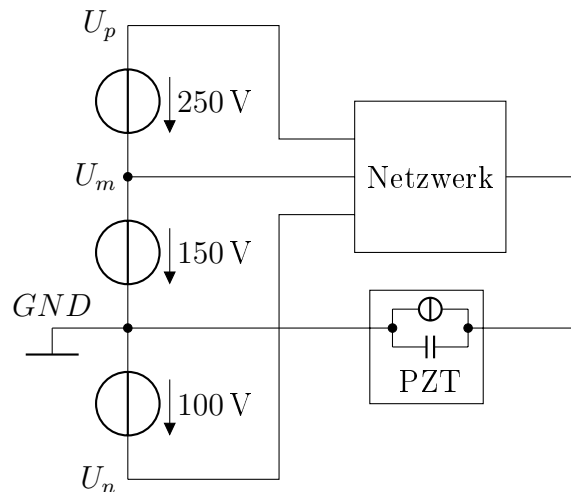 U_p
250 V
U_m
Netzwerk
150 V
GND
PZT
100 V
U_n